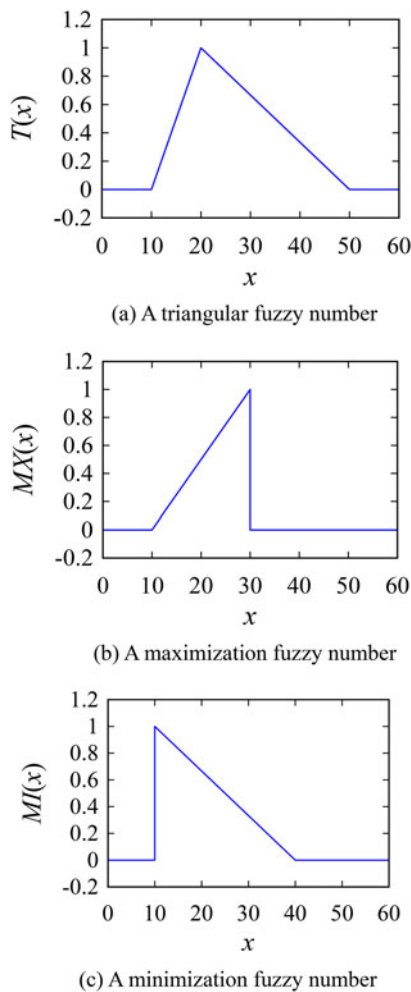 1.2
1
0.8
0.6
0.4
0.2
0
-0.2
T(x)
0 10 20 30 40 50 60
x
(a) A triangular fuzzy number
1.2
1
0.8
0.6
0.4
0.2
0
-0.2
MX(x)
0 10 20 30 40 50 60
x
(b) A maximization fuzzy number
1.2
1
0.8
0.6
0.4
0.2
0
-0.2
MI(x)
0 10 20 30 40 50 60
x
(c) A minimization fuzzy number